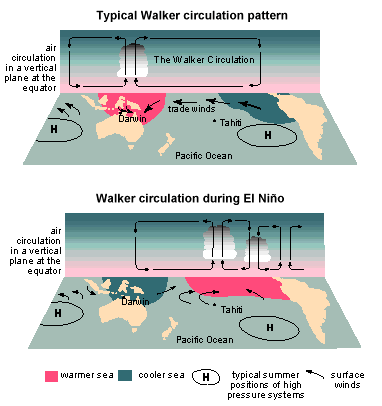 Typical Walker circulation pattern
air
circulation
in a vertical
plane at the
equator
The Walker Circulation
H
Darwin
trade winds
Tahiti
H
Pacific Ocean
Walker circulation during El Niño
air
circulation
in a vertical
plane at the
equator
H
Darwin
Tahiti
H
Pacific Ocean
warmer sea
cooler sea
H
typical summer
positions of high
pressure systems
surface
winds